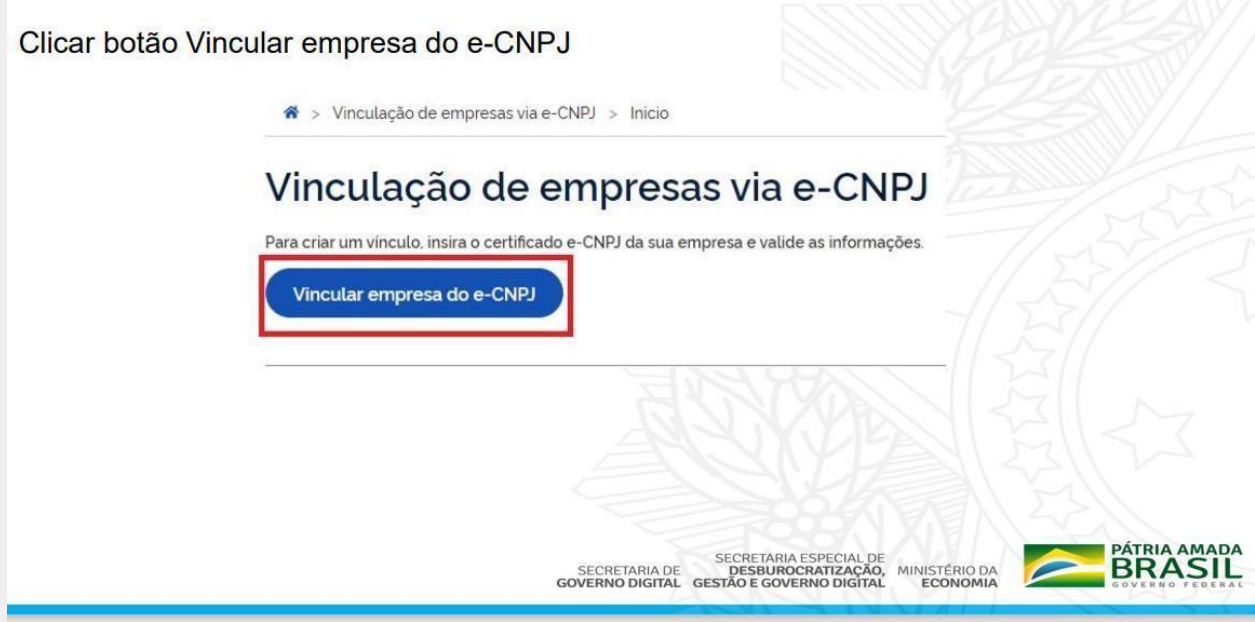 Clicar botão Vincular empresa do e-CNPJ
> Vinculação de empresas via e-CNPJ > Inicio
Vinculação de empresas via e-CNPJ
Para criar um vínculo, insira o certificado e-CNPJ da sua empresa e valide as informações.
Vincular empresa do e-CNPJ
SECRETARIA DE
GOVERNO DIGITAL
SECRETARIA ESPECIAL DE
DESBUROCRATIZAÇÃO,
GESTÃO E GOVERNO DIGITAL
MINISTÉRIO DA
ECONOMIA
PÁTRIA AMADA
BRASIL
GOVERNO FEDERAL